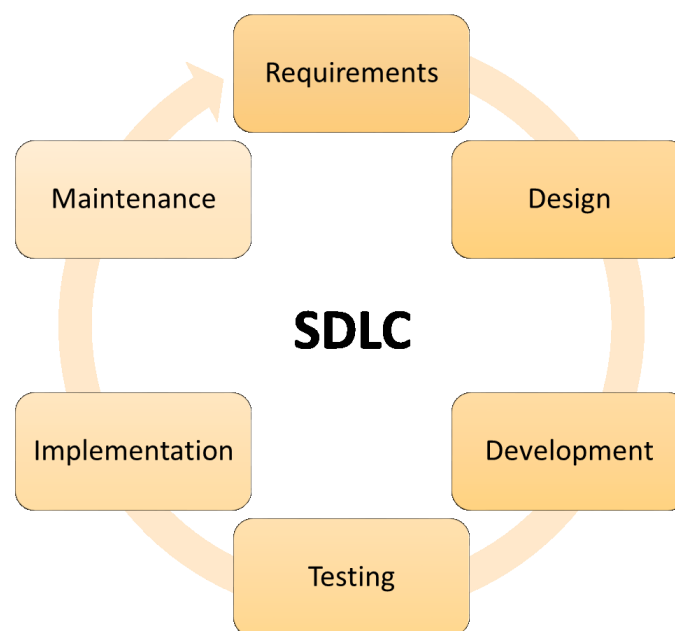 Requirements
Design
Development
Testing
Implementation
Maintenance
SDLC